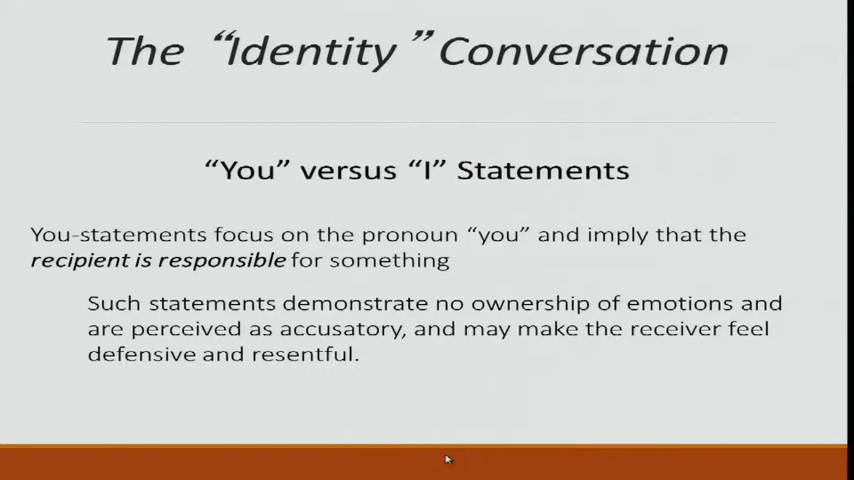 The “Identity” Conversation
“You” versus “I” Statements
You-statements focus on the pronoun “you” and imply that the
recipient is responsible for something
Such statements demonstrate no ownership of emotions and
are perceived as accusatory, and may make the receiver feel
defensive and resentful.